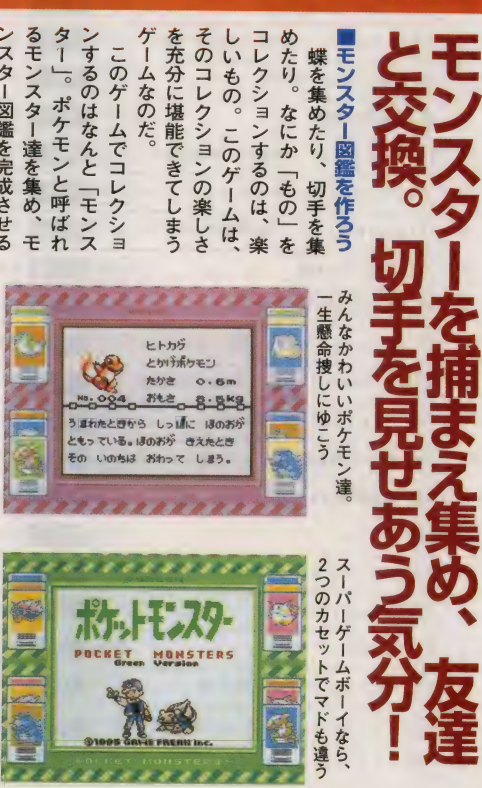 モンスターを捕まえ集め、友達
と交換。切手を見せあう気分！
■モンスター図鑑を作ろう
蝶を集めたり、切手を集
めたり。なにか「もの」を
コレクションするのは、楽
しいもの。このゲームは、
そのコレクションの楽しさ
を充分に堪能できてしまう
ゲームなのだ。
このゲームでコレクショ
ンするのはなんと「モンス
ター」。ポケモンと呼ばれ
るモンスター達を集め、モ
ンスター図鑑を完成させる
みんなかわいいポケモン達。
一生懸命捜しにゆこう
ヒトカゲ
とかげポケモン
たかさ 0.6m
No.004 おもさ 8.5kg
うまれたときから しっぽに ほのおが
ともっている。ほのおが きえたとき
その いのちは おわって しまう。
スーパーゲームボーイなら、
2つのカセットでマドも違う
ポケットモンスター
POCKET MONSTERS
Green Version
©1995 GAME FREAK inc.
POCKET MONSTERS